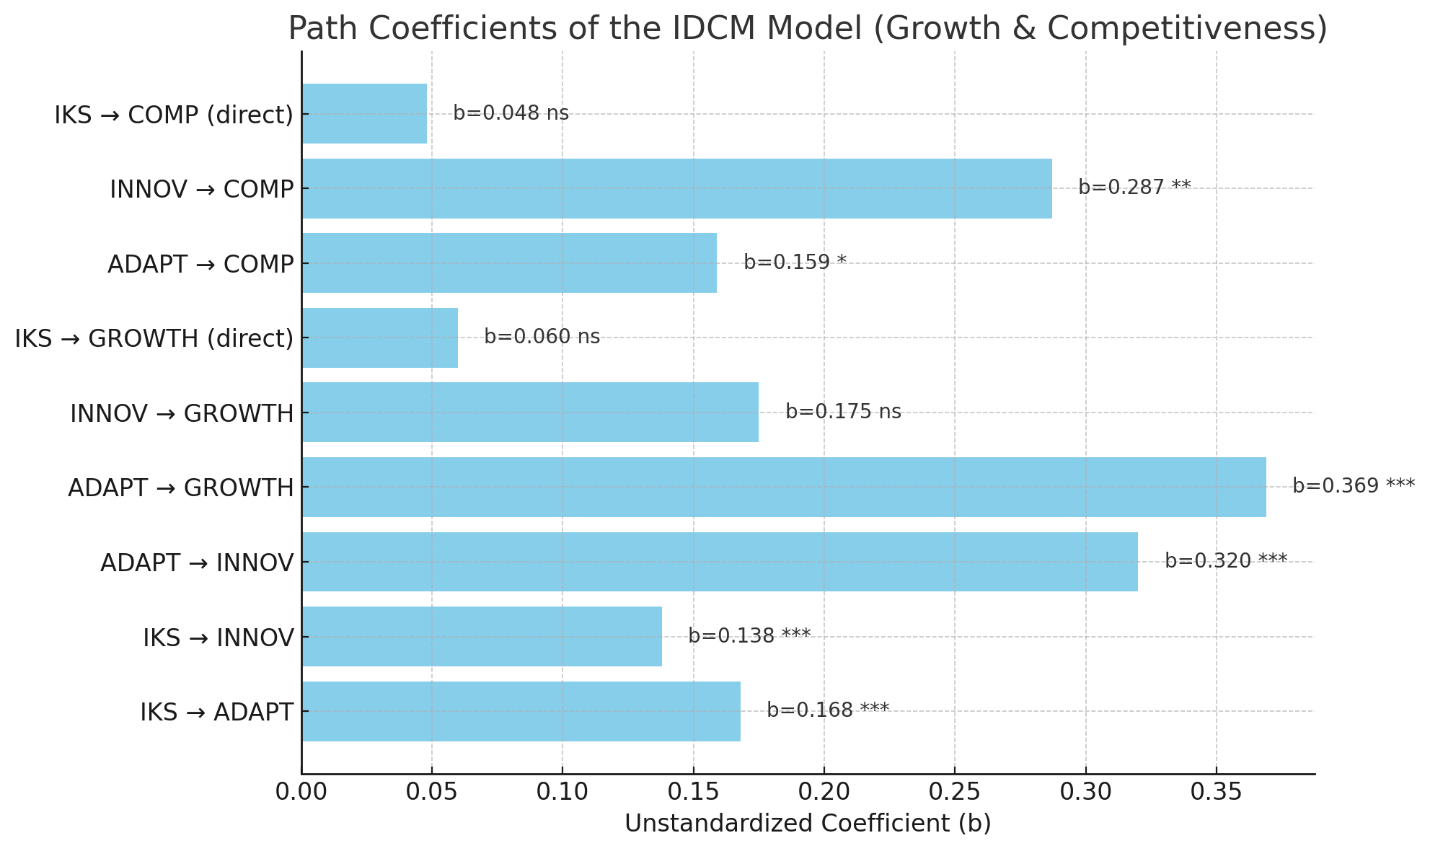 Path Coefficients of the IDCM Model (Growth & Competitiveness)
IKS → COMP (direct) b=0.048 ns
INNOV → COMP b=0.287 **
ADAPT → COMP b=0.159 *
IKS → GROWTH (direct) b=0.060 ns
INNOV → GROWTH b=0.175 ns
ADAPT → GROWTH b=0.369 ***
ADAPT → INNOV b=0.320 ***
IKS → INNOV b=0.138 ***
IKS → ADAPT b=0.168 ***
0.00 0.05 0.10 0.15 0.20 0.25 0.30 0.35
Unstandardized Coefficient (b)